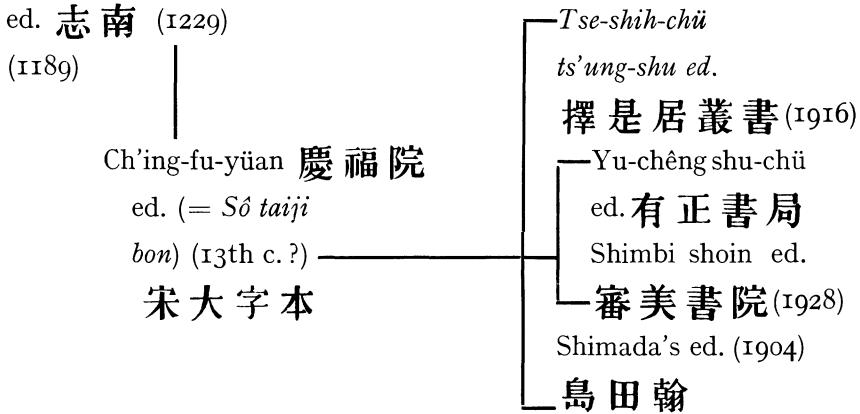 ed. 志南 (1229)
(1189)
Ch'ing-fu-yüan 慶福院
ed. (= Sô taiji
bon) (13th c. ?)
宋大字本
Tse-shih-chü
ts'ung-shu ed.
擇是居叢書 (1916)
Yu-chêng shu-chü
ed. 有正書局
Shimbi shoin ed.
審美書院 (1928)
Shimada's ed. (1904)
島田翰